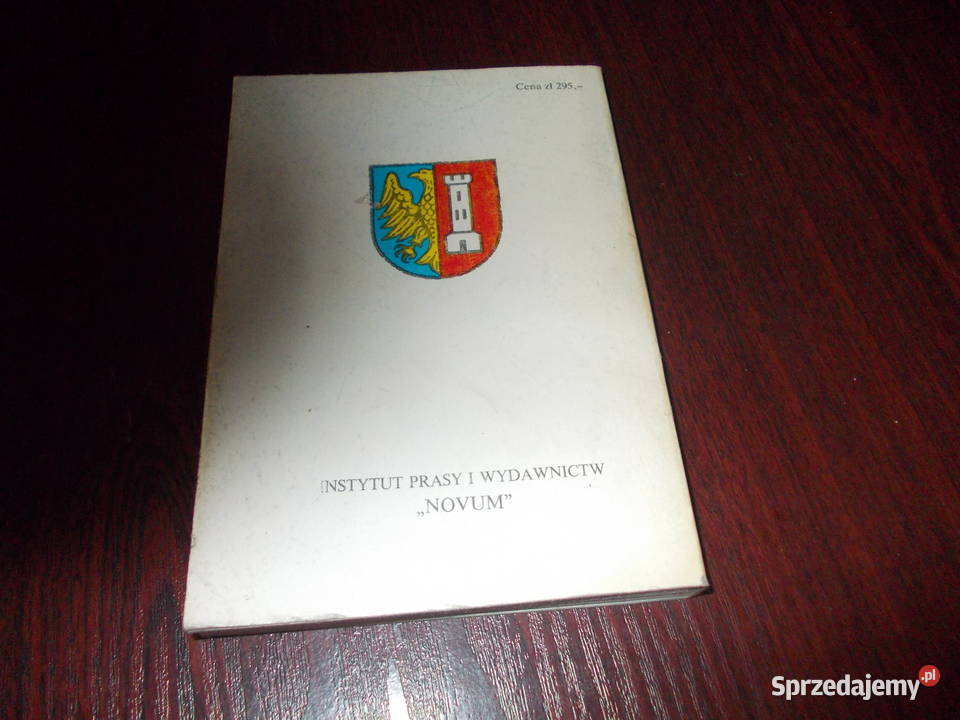 Cena zł 295,–
INSTYTUT PRASY I WYDAWNICTW
„NOVUM”
Sprzedajemy.pl